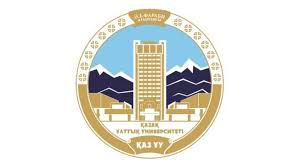 ӘЛ-ФАРАБИ
АТЫНДАҒЫ
ҚАЗАҚ
ҰЛТТЫҚ УНИВЕРСИТЕТІ
ҚАЗ ҰУ